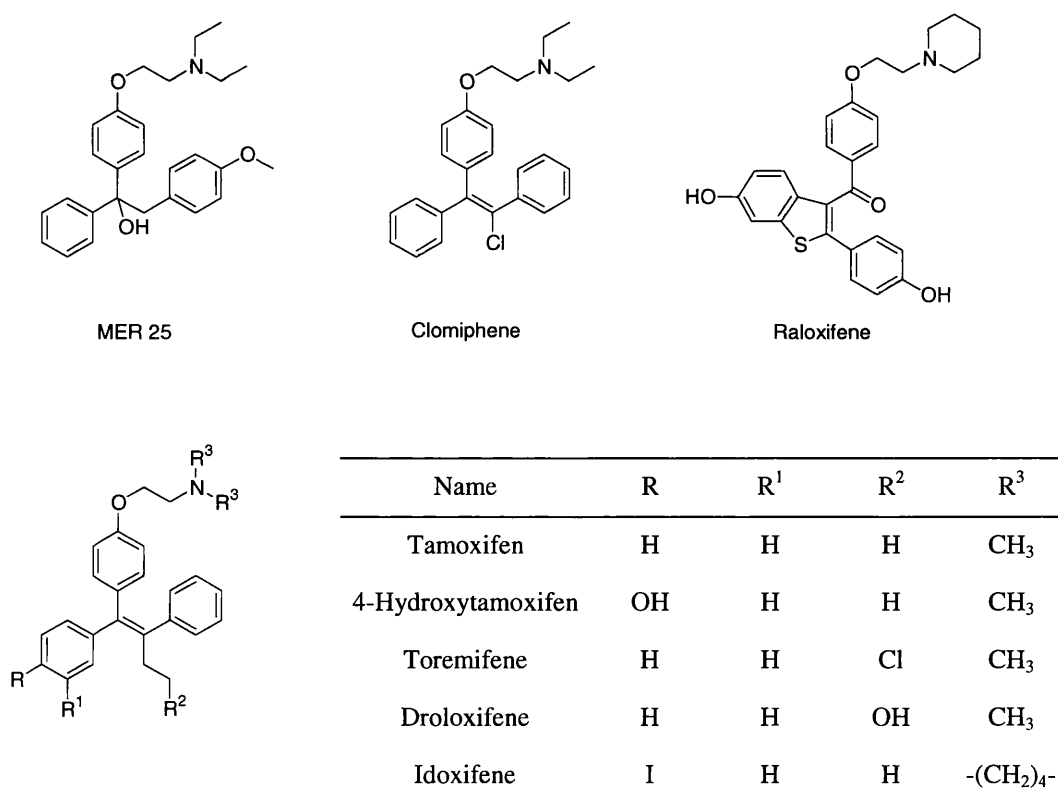 N
O
N
O
N
O
O
OH
HO
O
Cl
S
OH
MER 25
Clomiphene
Raloxifene
R³
N
R³
O
R
R¹
R²
Name R R¹ R² R³
Tamoxifen H H H CH₃
4-Hydroxytamoxifen OH H H CH₃
Toremifene H H Cl CH₃
Droloxifene H H OH CH₃
Idoxifene I H H -(CH₂)₄-